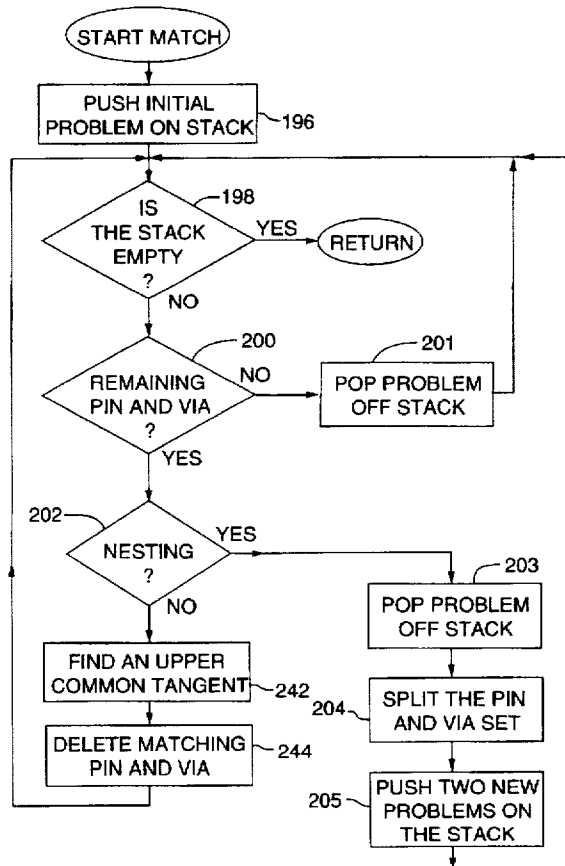 START MATCH
PUSH INITIAL
PROBLEM ON STACK
196
IS
THE STACK
EMPTY
?
198
YES
RETURN
NO
200
REMAINING
PIN AND VIA
?
NO
201
POP PROBLEM
OFF STACK
YES
202
NESTING
?
YES
NO
203
POP PROBLEM
OFF STACK
FIND AN UPPER
COMMON TANGENT
242
204
SPLIT THE PIN
AND VIA SET
DELETE MATCHING
PIN AND VIA
244
205
PUSH TWO NEW
PROBLEMS ON
THE STACK